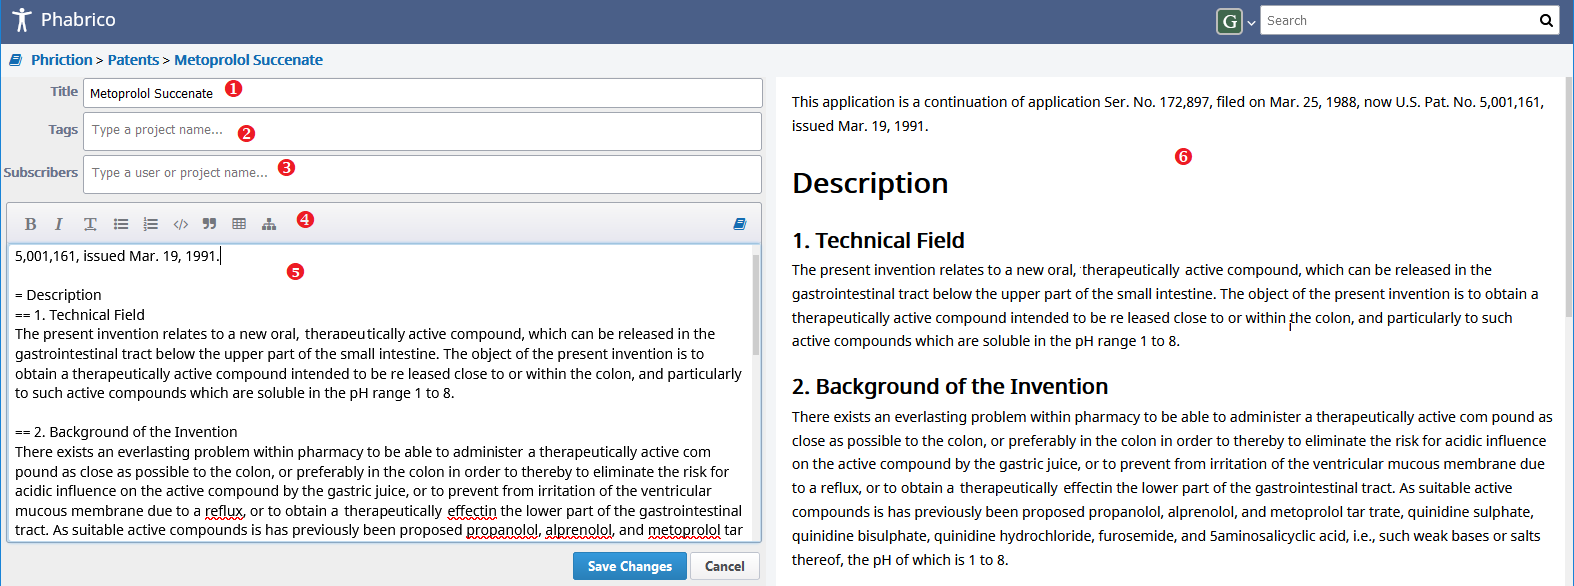 Phabrico
G
Search
Phriction > Patents > Metoprolol Succenate
Title
Metoprolol Succenate
1
Tags
Type a project name...
2
Subscribers
Type a user or project name...
3
B I T </> 4
5,001,161, issued Mar. 19, 1991.
5
= Description
== 1. Technical Field
The present invention relates to a new oral, therapeutically active compound, which can be released in the
gastrointestinal tract below the upper part of the small intestine. The object of the present invention is to
obtain a therapeutically active compound intended to be re leased close to or within the colon, and particularly
to such active compounds which are soluble in the pH range 1 to 8.
== 2. Background of the Invention
There exists an everlasting problem within pharmacy to be able to administer a therapeutically active com
pound as close as possible to the colon, or preferably in the colon in order to thereby to eliminate the risk for
acidic influence on the active compound by the gastric juice, or to prevent from irritation of the ventricular
mucous membrane due to a reflux, or to obtain a therapeutically effectin the lower part of the gastrointestinal
tract. As suitable active compounds is has previously been proposed propanolol, alprenolol, and metoprolol tar
Save Changes
Cancel
This application is a continuation of application Ser. No. 172,897, filed on Mar. 25, 1988, now U.S. Pat. No. 5,001,161,
issued Mar. 19, 1991.
6
Description
1. Technical Field
The present invention relates to a new oral, therapeutically active compound, which can be released in the
gastrointestinal tract below the upper part of the small intestine. The object of the present invention is to obtain a
therapeutically active compound intended to be re leased close to or within the colon, and particularly to such
active compounds which are soluble in the pH range 1 to 8.
2. Background of the Invention
There exists an everlasting problem within pharmacy to be able to administer a therapeutically active com pound as
close as possible to the colon, or preferably in the colon in order to thereby to eliminate the risk for acidic influence
on the active compound by the gastric juice, or to prevent from irritation of the ventricular mucous membrane due
to a reflux, or to obtain a therapeutically effectin the lower part of the gastrointestinal tract. As suitable active
compounds is has previously been proposed propanolol, alprenolol, and metoprolol tar trate, quinidine sulphate,
quinidine bisulphate, quinidine hydrochloride, furosemide, and 5aminosalicyclic acid, i.e., such weak bases or salts
thereof, the pH of which is 1 to 8.